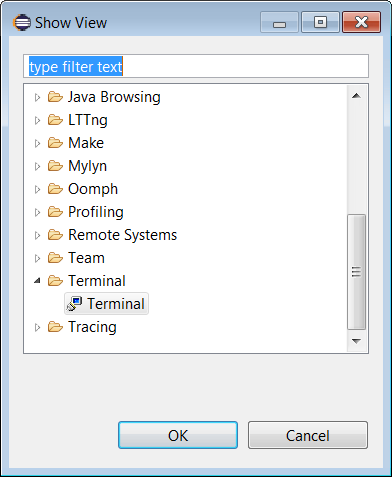 Show View
type filter text
Java Browsing
LTTng
Make
Mylyn
Oomph
Profiling
Remote Systems
Team
Terminal
Terminal
Tracing
OK
Cancel